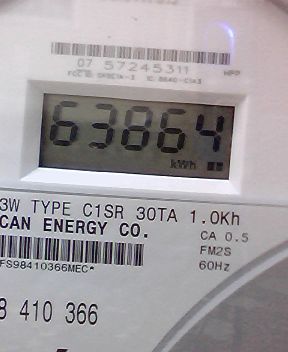 07 57245311
63864
kWh
3W TYPE C1SR 30TA 1.0Kh
CAN ENERGY CO.
CA 0.5
FM2S
60Hz
FS98410366MEC*
8 410 366